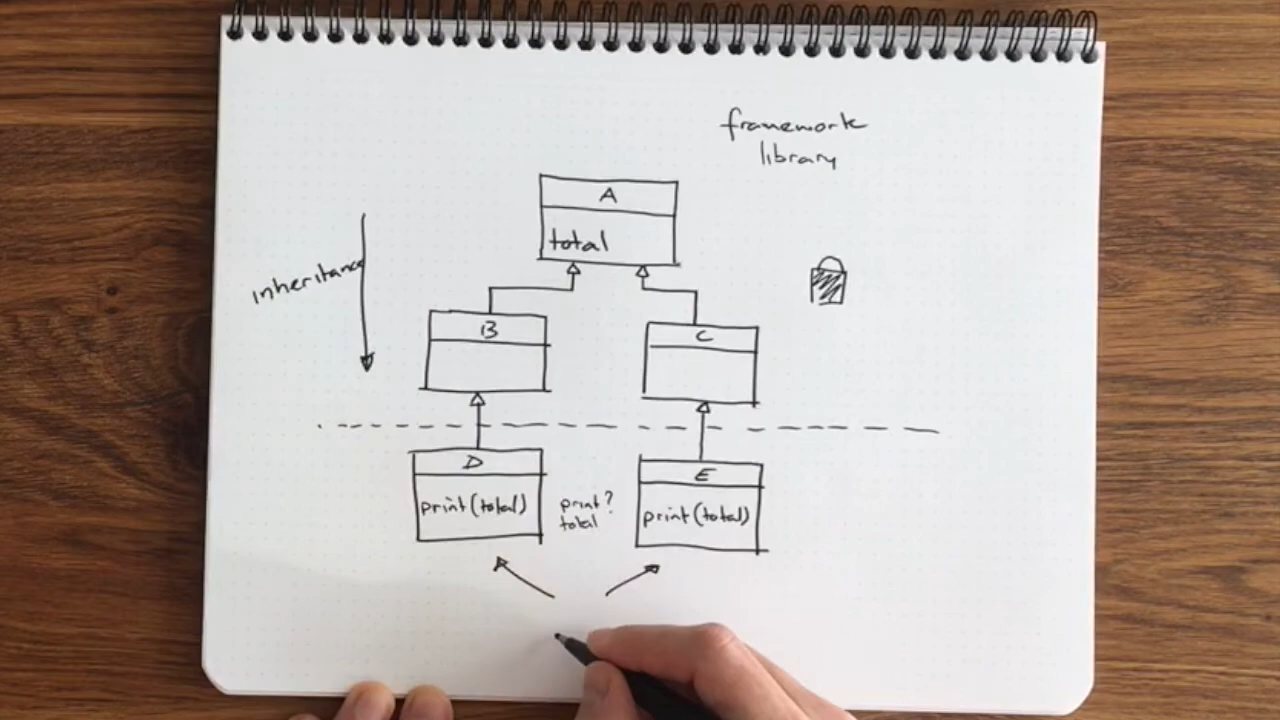 framework
library
A
total
inheritance
B
C
D
E
print(total)
print?
total
print(total)